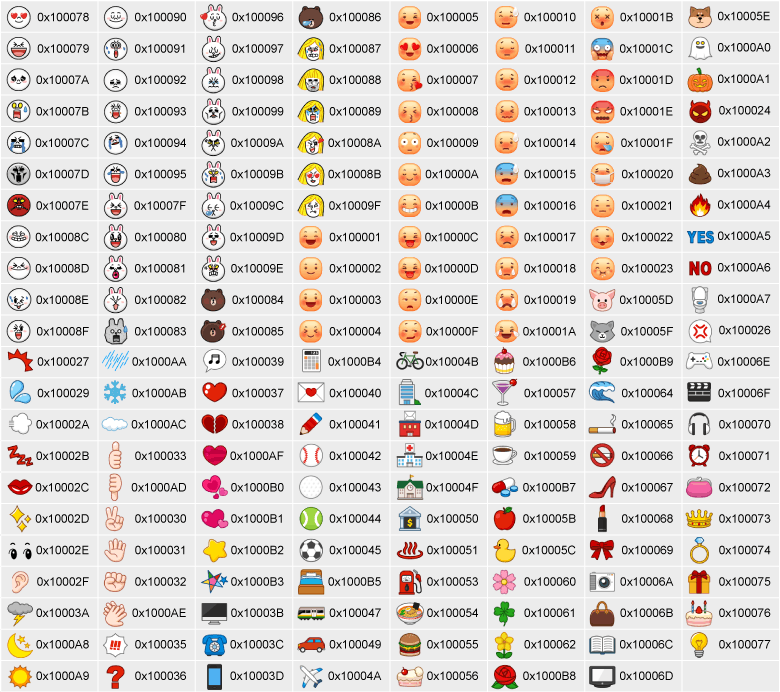 0x100078 0x100090 0x100096 0x100086 0x100005 0x100010 0x10001B 0x10005E
0x100079 0x100091 0x100097 0x100087 0x100006 0x100011 0x10001C 0x1000A0
0x10007A 0x100092 0x100098 0x100088 0x100007 0x100012 0x10001D 0x1000A1
0x10007B 0x100093 0x100099 0x100089 0x100008 0x100013 0x10001E 0x100024
0x10007C 0x100094 0x10009A 0x10008A 0x100009 0x100014 0x10001F 0x1000A2
0x10007D 0x100095 0x10009B 0x10008B 0x10000A 0x100015 0x100020 0x1000A3
0x10007E 0x10007F 0x10009C 0x10009F 0x10000B 0x100016 0x100021 0x1000A4
0x10008C 0x100080 0x10009D 0x100001 0x10000C 0x100017 0x100022 YES 0x1000A5
0x10008D 0x100081 0x10009E 0x100002 0x10000D 0x100018 0x100023 NO 0x1000A6
0x10008E 0x100082 0x100084 0x100003 0x10000E 0x100019 0x10005D 0x1000A7
0x10008F 0x100083 0x100085 0x100004 0x10000F 0x10001A 0x10005F 0x100026
0x100027 0x1000AA 0x100039 0x1000B4 0x10004B 0x1000B6 0x1000B9 0x10006E
0x100029 0x1000AB 0x100037 0x100040 0x10004C 0x100057 0x100064 0x10006F
0x10002A 0x1000AC 0x100038 0x100041 0x10004D 0x100058 0x100065 0x100070
zzz 0x10002B 0x100033 0x1000AF 0x100042 0x10004E 0x100059 0x100066 0x100071
0x10002C 0x1000AD 0x1000B0 0x100043 0x10004F 0x1000B7 0x100067 0x100072
0x10002D 0x100030 0x1000B1 0x100044 $ 0x100050 0x10005B 0x100068 0x100073
0x10002E 0x100031 0x1000B2 0x100045 0x100051 0x10005C 0x100069 0x100074
0x10002F 0x100032 0x1000B3 0x1000B5 0x100053 0x100060 0x10006A 0x100075
0x10003A 0x1000AE 0x10003B 0x100047 0x100054 0x100061 0x10006B 0x100076
0x1000A8 !!! 0x100035 0x10003C 0x100049 0x100055 0x100062 0x10006C 0x100077
0x1000A9 ? 0x100036 0x10003D 0x10004A 0x100056 0x1000B8 0x10006D